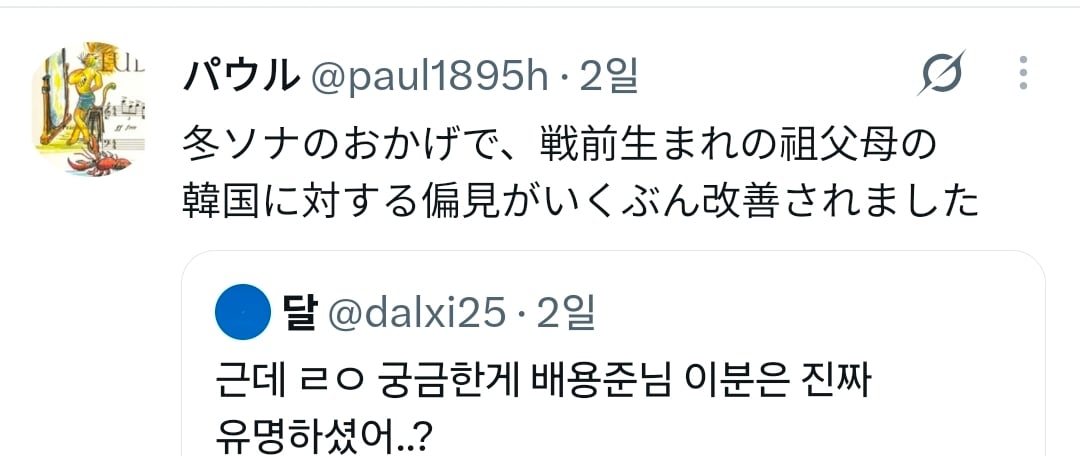 パウル @paul1895h · 2일
冬ソナのおかげで、戦前生まれの祖父母の
韓国に対する偏見がいくぶん改善されました
달 @dalxi25 · 2일
근데 ㄹㅇ 궁금한게 배용준님 이분은 진짜
유명하셨어..?